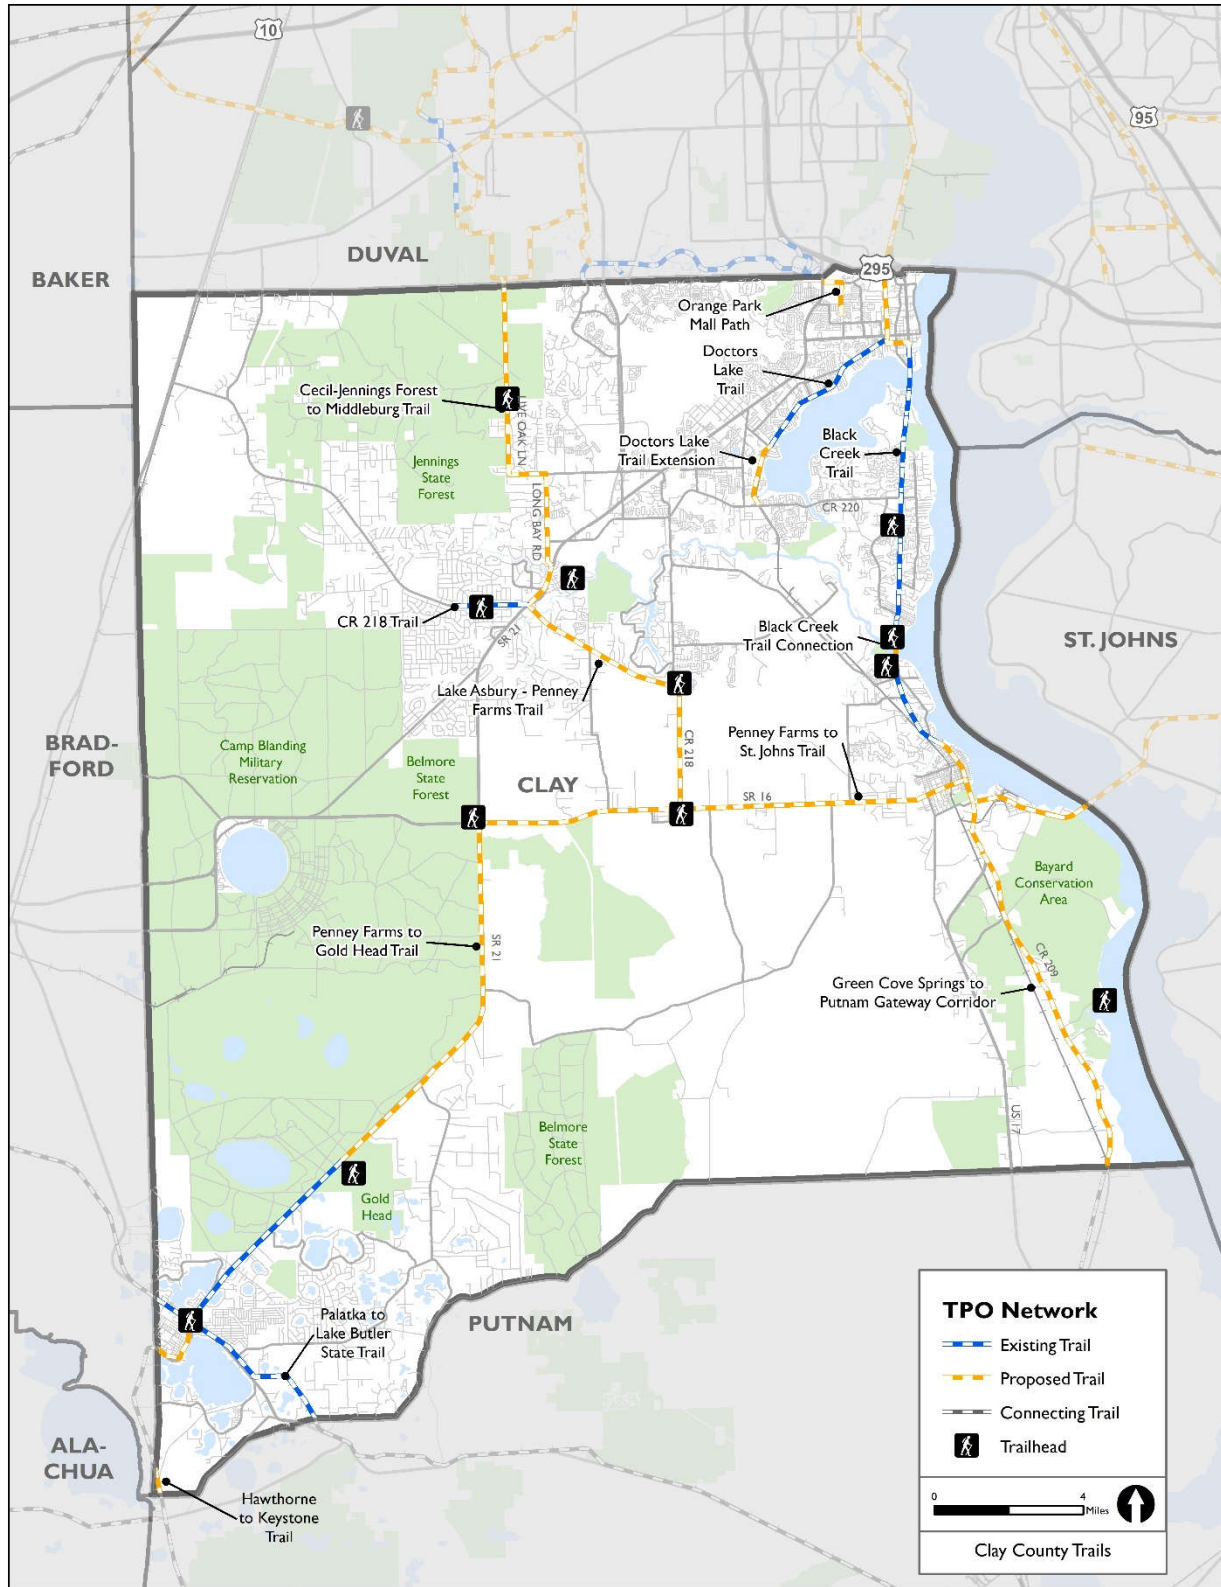 10
95
DUVAL
BAKER
295
Orange Park
Mall Path
Doctors
Lake
Trail
Cecil-Jennings Forest
to Middleburg Trail
LIVE OAK LN
Doctors Lake
Trail Extension
Black
Creek
Trail
Jennings
State
Forest
LONG BAY RD
CR 220
CR 218 Trail
SR 21
Black Creek
Trail Connection
ST. JOHNS
Lake Asbury - Penney
Farms Trail
CR 218
Penney Farms to
St. Johns Trail
BRAD-
FORD
Camp Blanding
Military
Reservation
Belmore
State
Forest
CLAY
SR 16
Bayard
Conservation
Area
Penney Farms to
Gold Head Trail
SR 21
CR 209
Green Cove Springs to
Putnam Gateway Corridor
US 17
Belmore
State
Forest
Gold
Head
Palatka to
Lake Butler
State Trail
PUTNAM
ALA-
CHUA
Hawthorne
to Keystone
Trail
TPO Network
Existing Trail
Proposed Trail
Connecting Trail
Trailhead
0 4
Miles
Clay County Trails